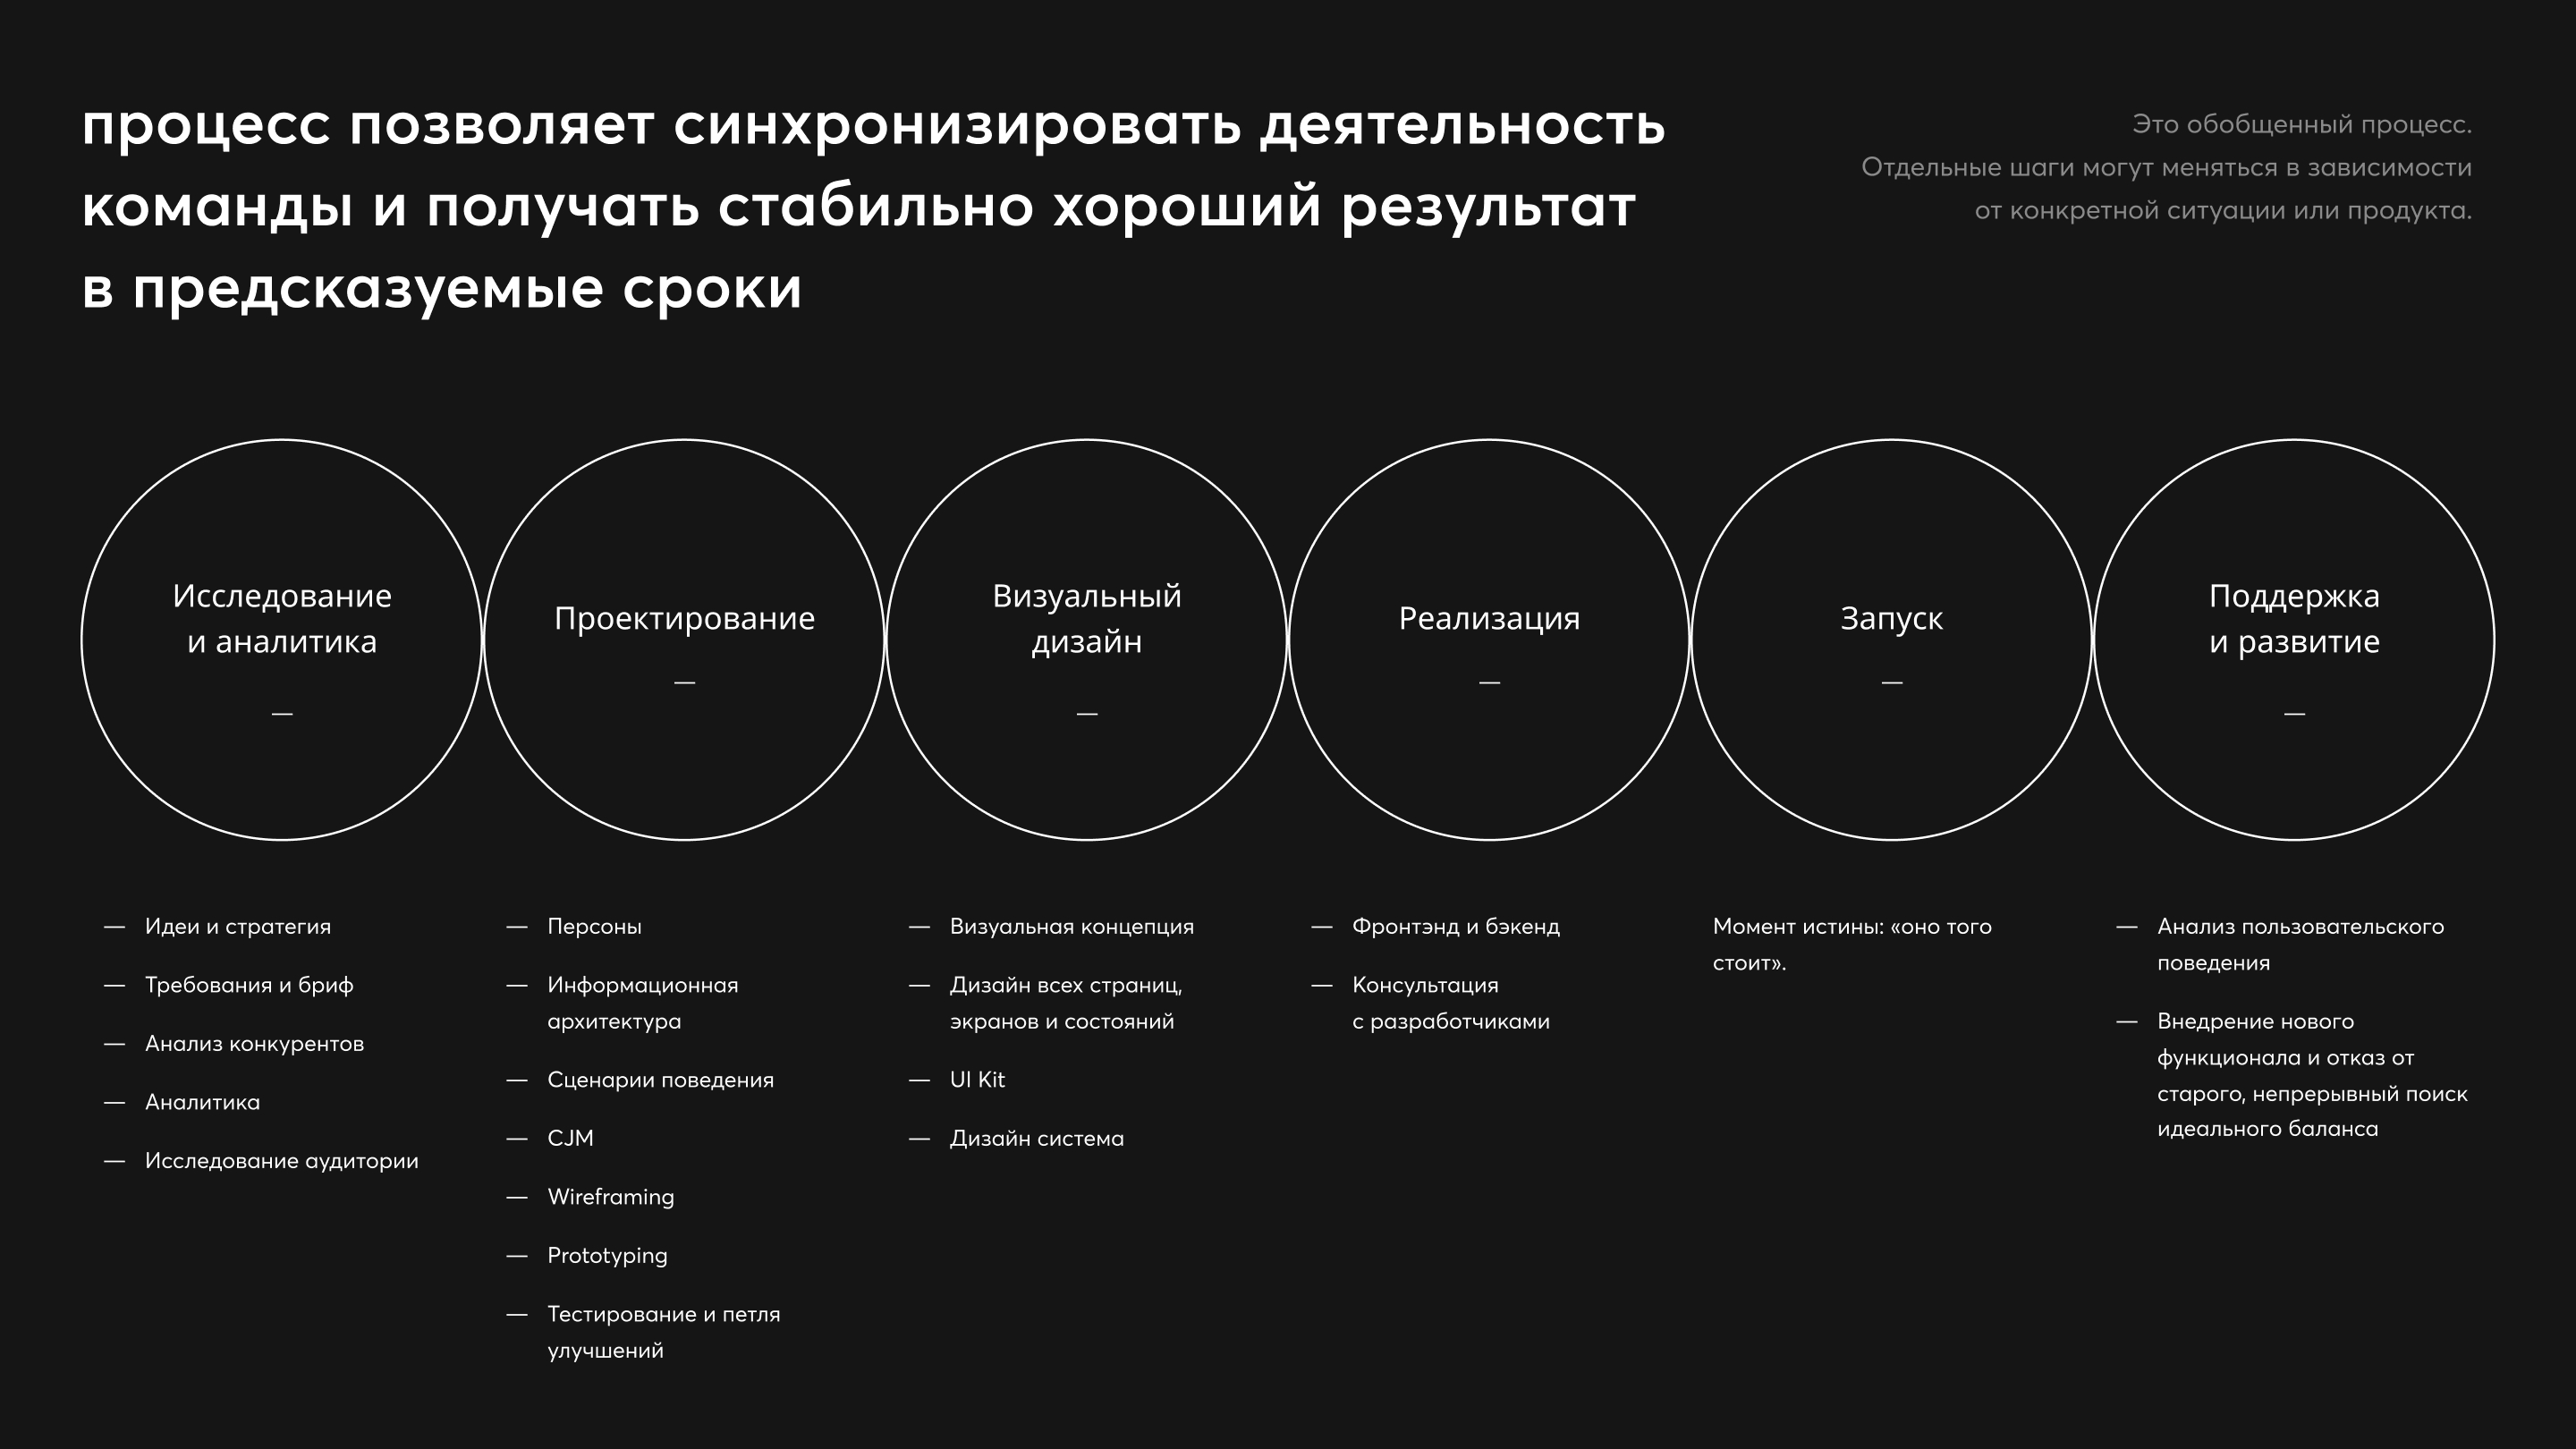 процесс позволяет синхронизировать деятельность
команды и получать стабильно хороший результат
в предсказуемые сроки
Это обобщенный процесс.
Отдельные шаги могут меняться в зависимости
от конкретной ситуации или продукта.
Исследование
и аналитика
—
Проектирование
—
Визуальный
дизайн
—
Реализация
—
Запуск
—
Поддержка
и развитие
—
— Идеи и стратегия
— Требования и бриф
— Анализ конкурентов
— Аналитика
— Исследование аудитории
— Персоны
— Информационная
архитектура
— Сценарии поведения
— CJM
— Wireframing
— Prototyping
— Тестирование и петля
улучшений
— Визуальная концепция
— Дизайн всех страниц,
экранов и состояний
— UI Kit
— Дизайн система
— Фронтэнд и бэкенд
— Консультация
с разработчиками
Момент истины: «оно того
стоит».
— Анализ пользовательского
поведения
— Внедрение нового
функционала и отказ от
старого, непрерывный поиск
идеального баланса